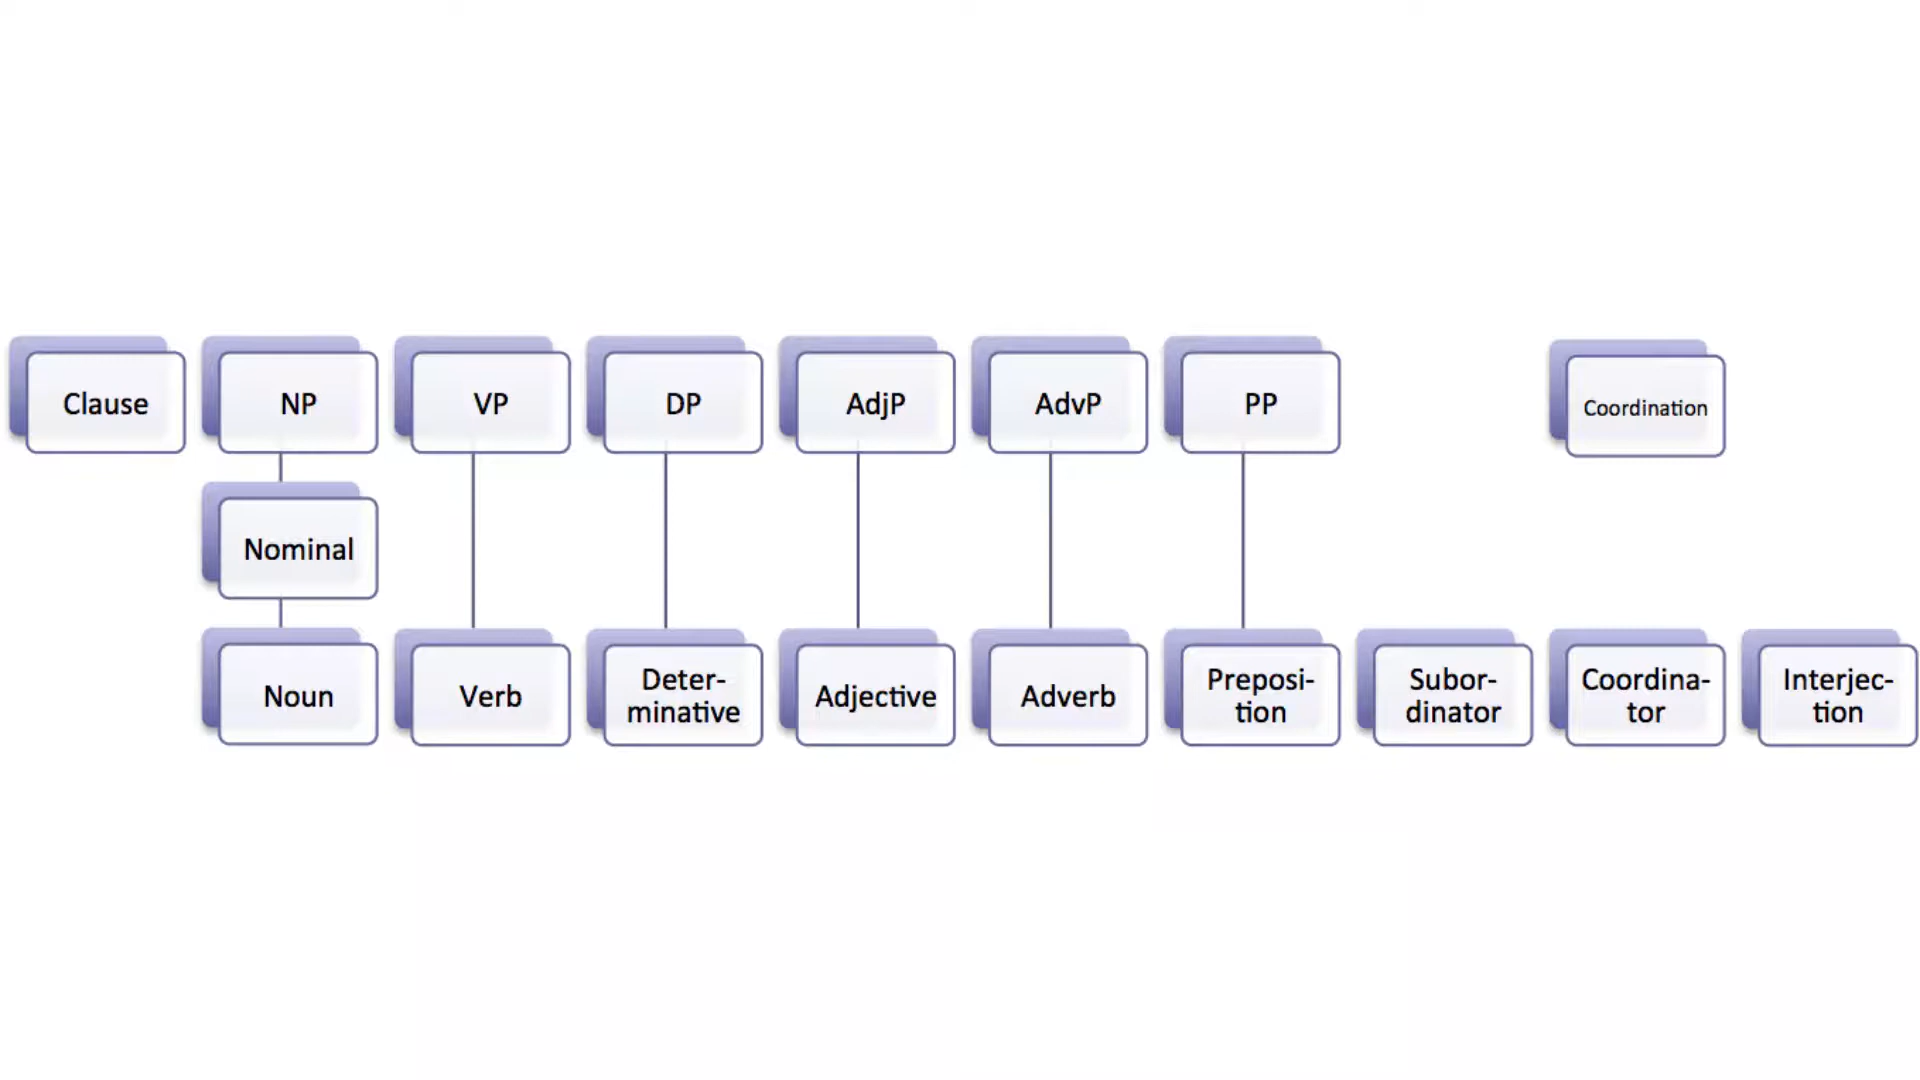 Clause
NP
VP
DP
AdjP
AdvP
PP
Coordination
Nominal
Noun
Verb
Deter-
minative
Adjective
Adverb
Preposi-
tion
Subor-
dinator
Coordina-
tor
Interjec-
tion